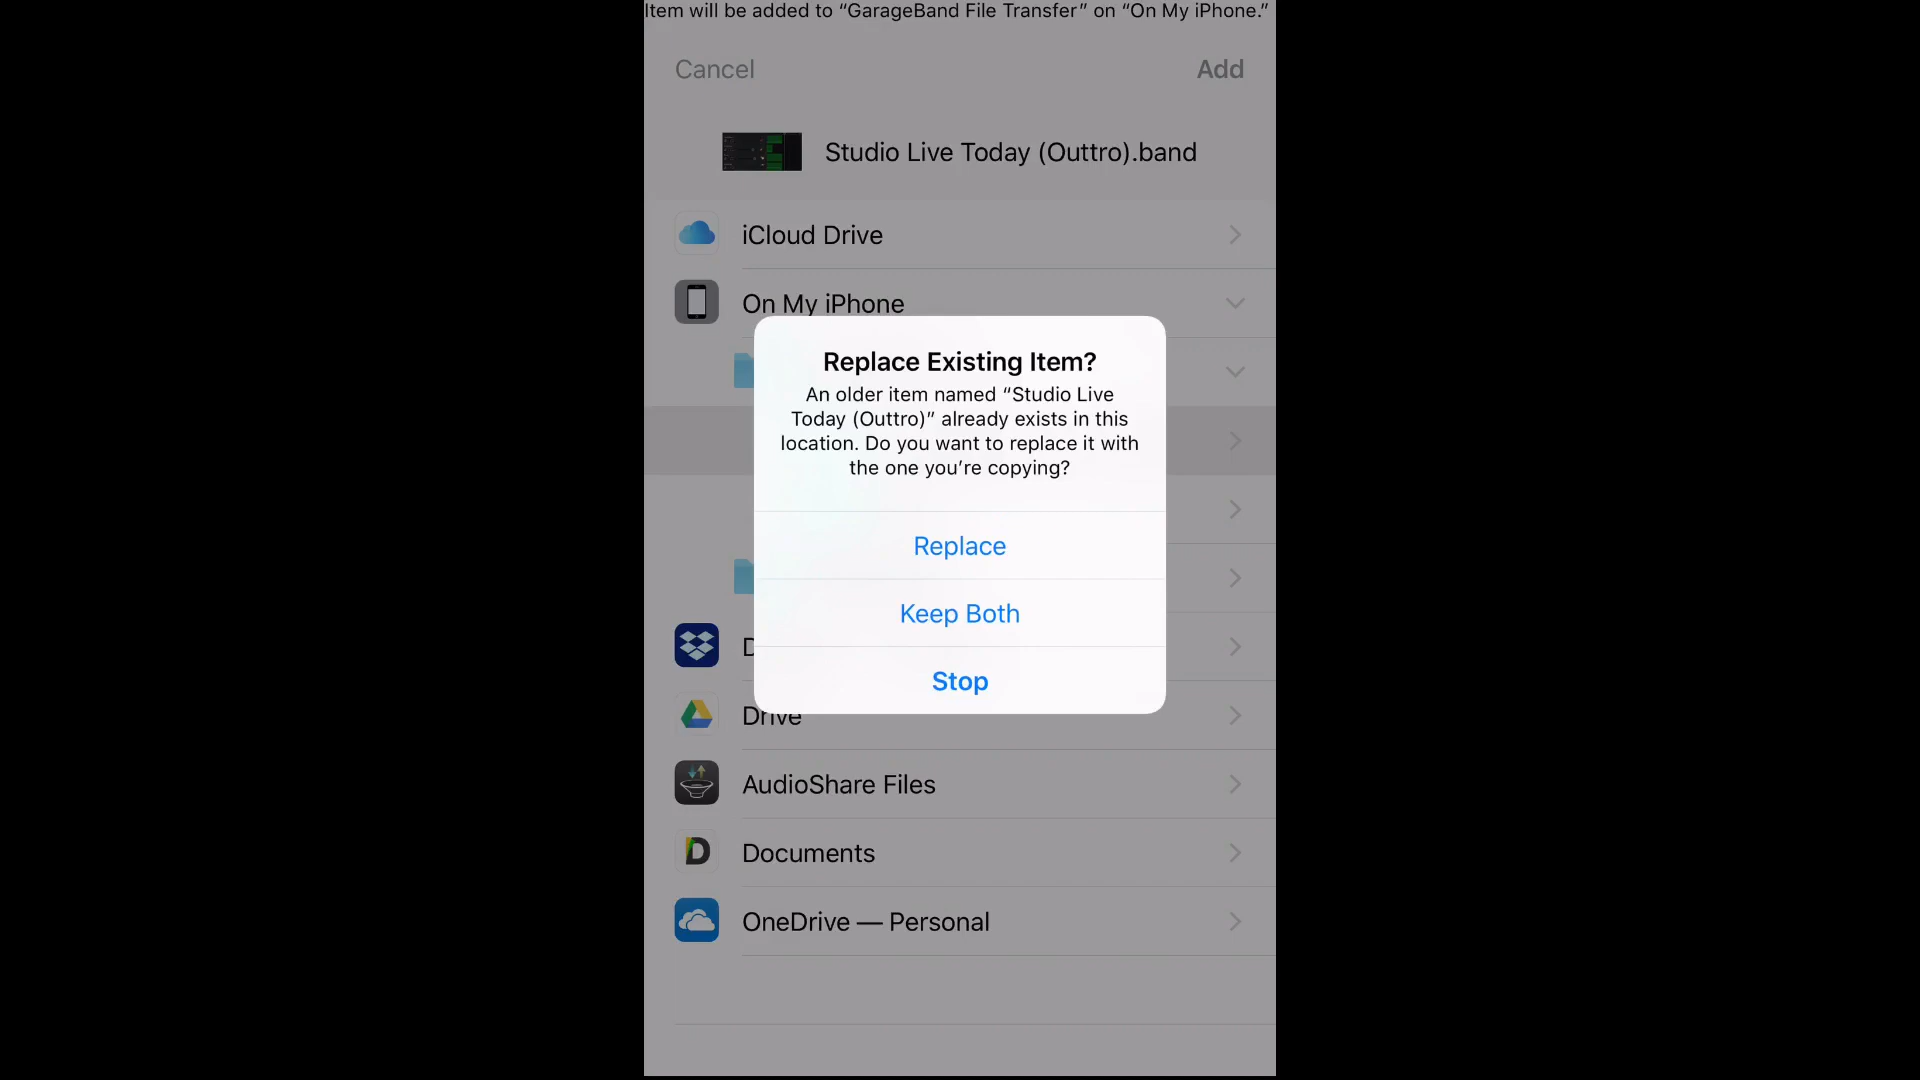 Item will be added to “GarageBand File Transfer” on “On My iPhone.”
Cancel
Add
Studio Live Today (Outtro).band
iCloud Drive
On My iPhone
Replace Existing Item?
An older item named “Studio Live
Today (Outtro)” already exists in this
location. Do you want to replace it with
the one you’re copying?
Replace
Keep Both
Stop
Drive
AudioShare Files
Documents
OneDrive — Personal